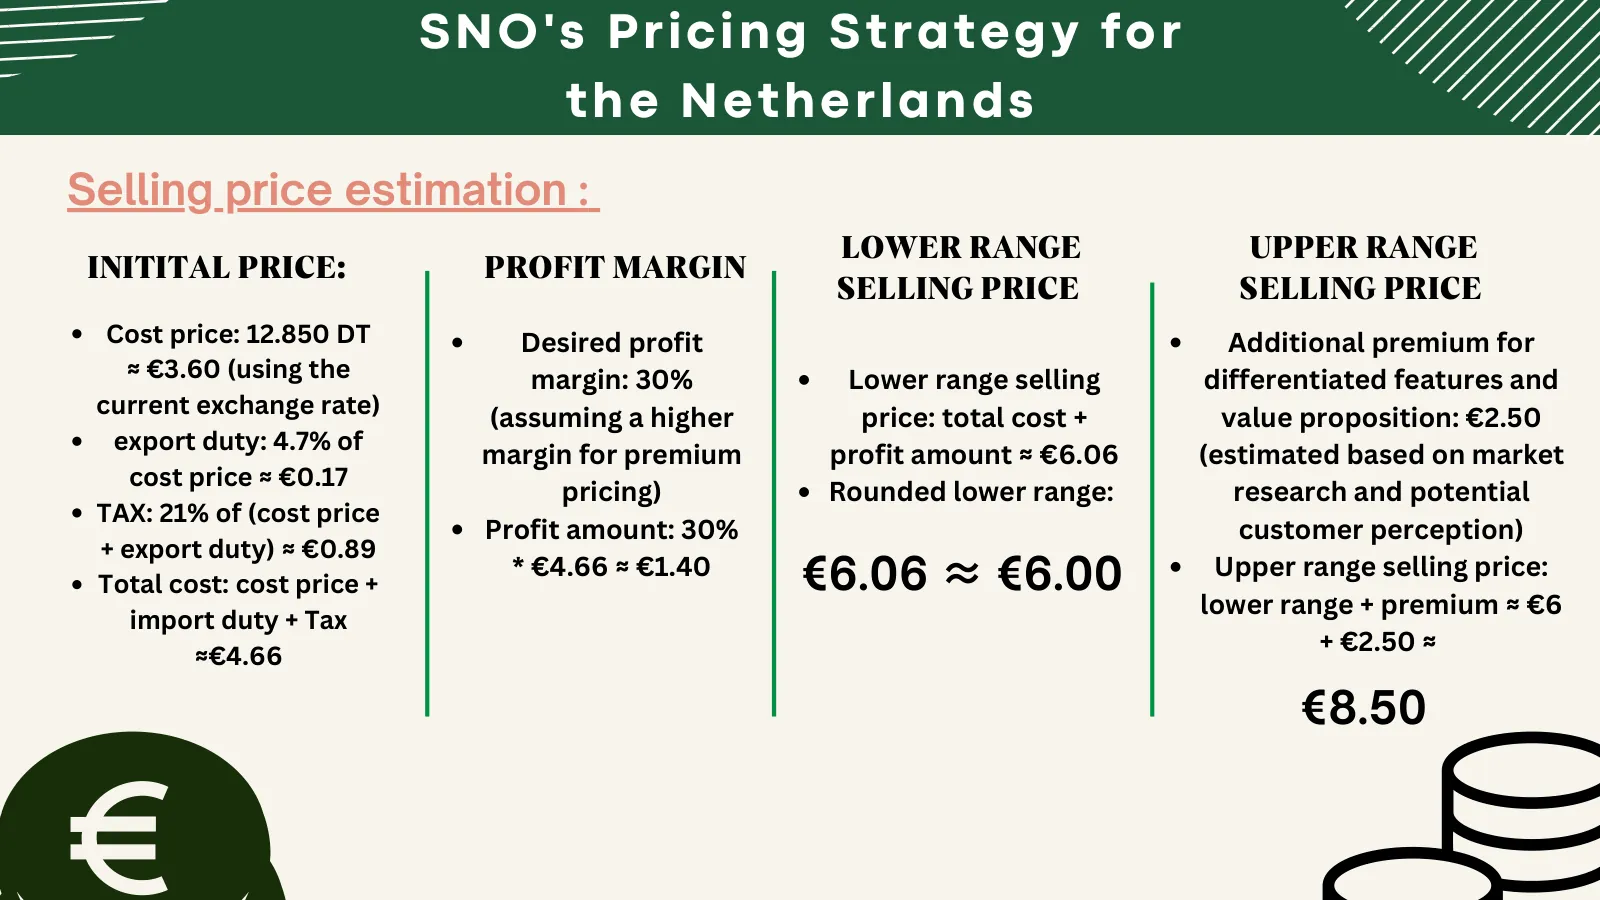 SNO's Pricing Strategy for
the Netherlands
Selling price estimation :
INITITAL PRICE:
• Cost price: 12.850 DT
≈ €3.60 (using the
current exchange rate)
• export duty: 4.7% of
cost price ≈ €0.17
• TAX: 21% of (cost price
+ export duty) ≈ €0.89
• Total cost: cost price +
import duty + Tax
≈€4.66
PROFIT MARGIN
• Desired profit
margin: 30%
(assuming a higher
margin for premium
pricing)
• Profit amount: 30%
* €4.66 ≈ €1.40
LOWER RANGE
SELLING PRICE
• Lower range selling
price: total cost +
profit amount ≈ €6.06
• Rounded lower range:
€6.06 ≈ €6.00
UPPER RANGE
SELLING PRICE
• Additional premium for
differentiated features and
value proposition: €2.50
(estimated based on market
research and potential
customer perception)
• Upper range selling price:
lower range + premium ≈ €6
+ €2.50 ≈
€8.50
€